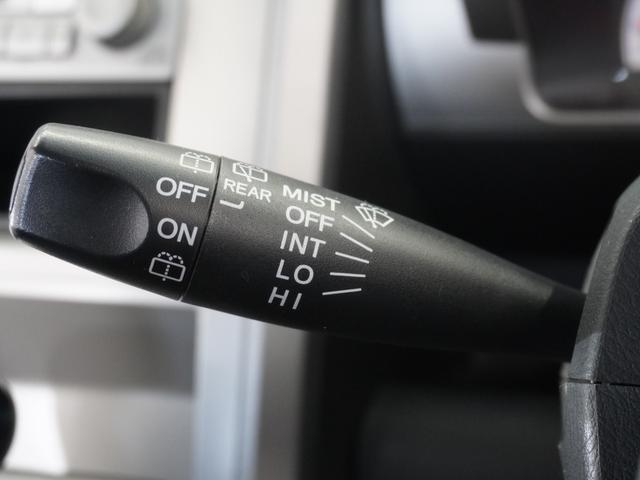 OFF
ON
REAR
MIST
OFF
INT
LO
HI